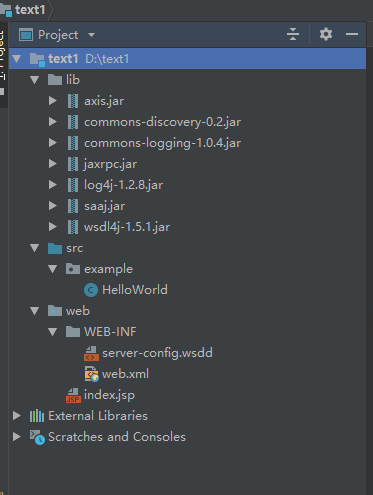 text1
Project
Project
text1 D:\text1
lib
axis.jar
commons-discovery-0.2.jar
commons-logging-1.0.4.jar
jaxrpc.jar
log4j-1.2.8.jar
saaj.jar
wsdl4j-1.5.1.jar
src
example
C HelloWorld
web
WEB-INF
server-config.wsdd
web.xml
JSP index.jsp
External Libraries
Scratches and Consoles